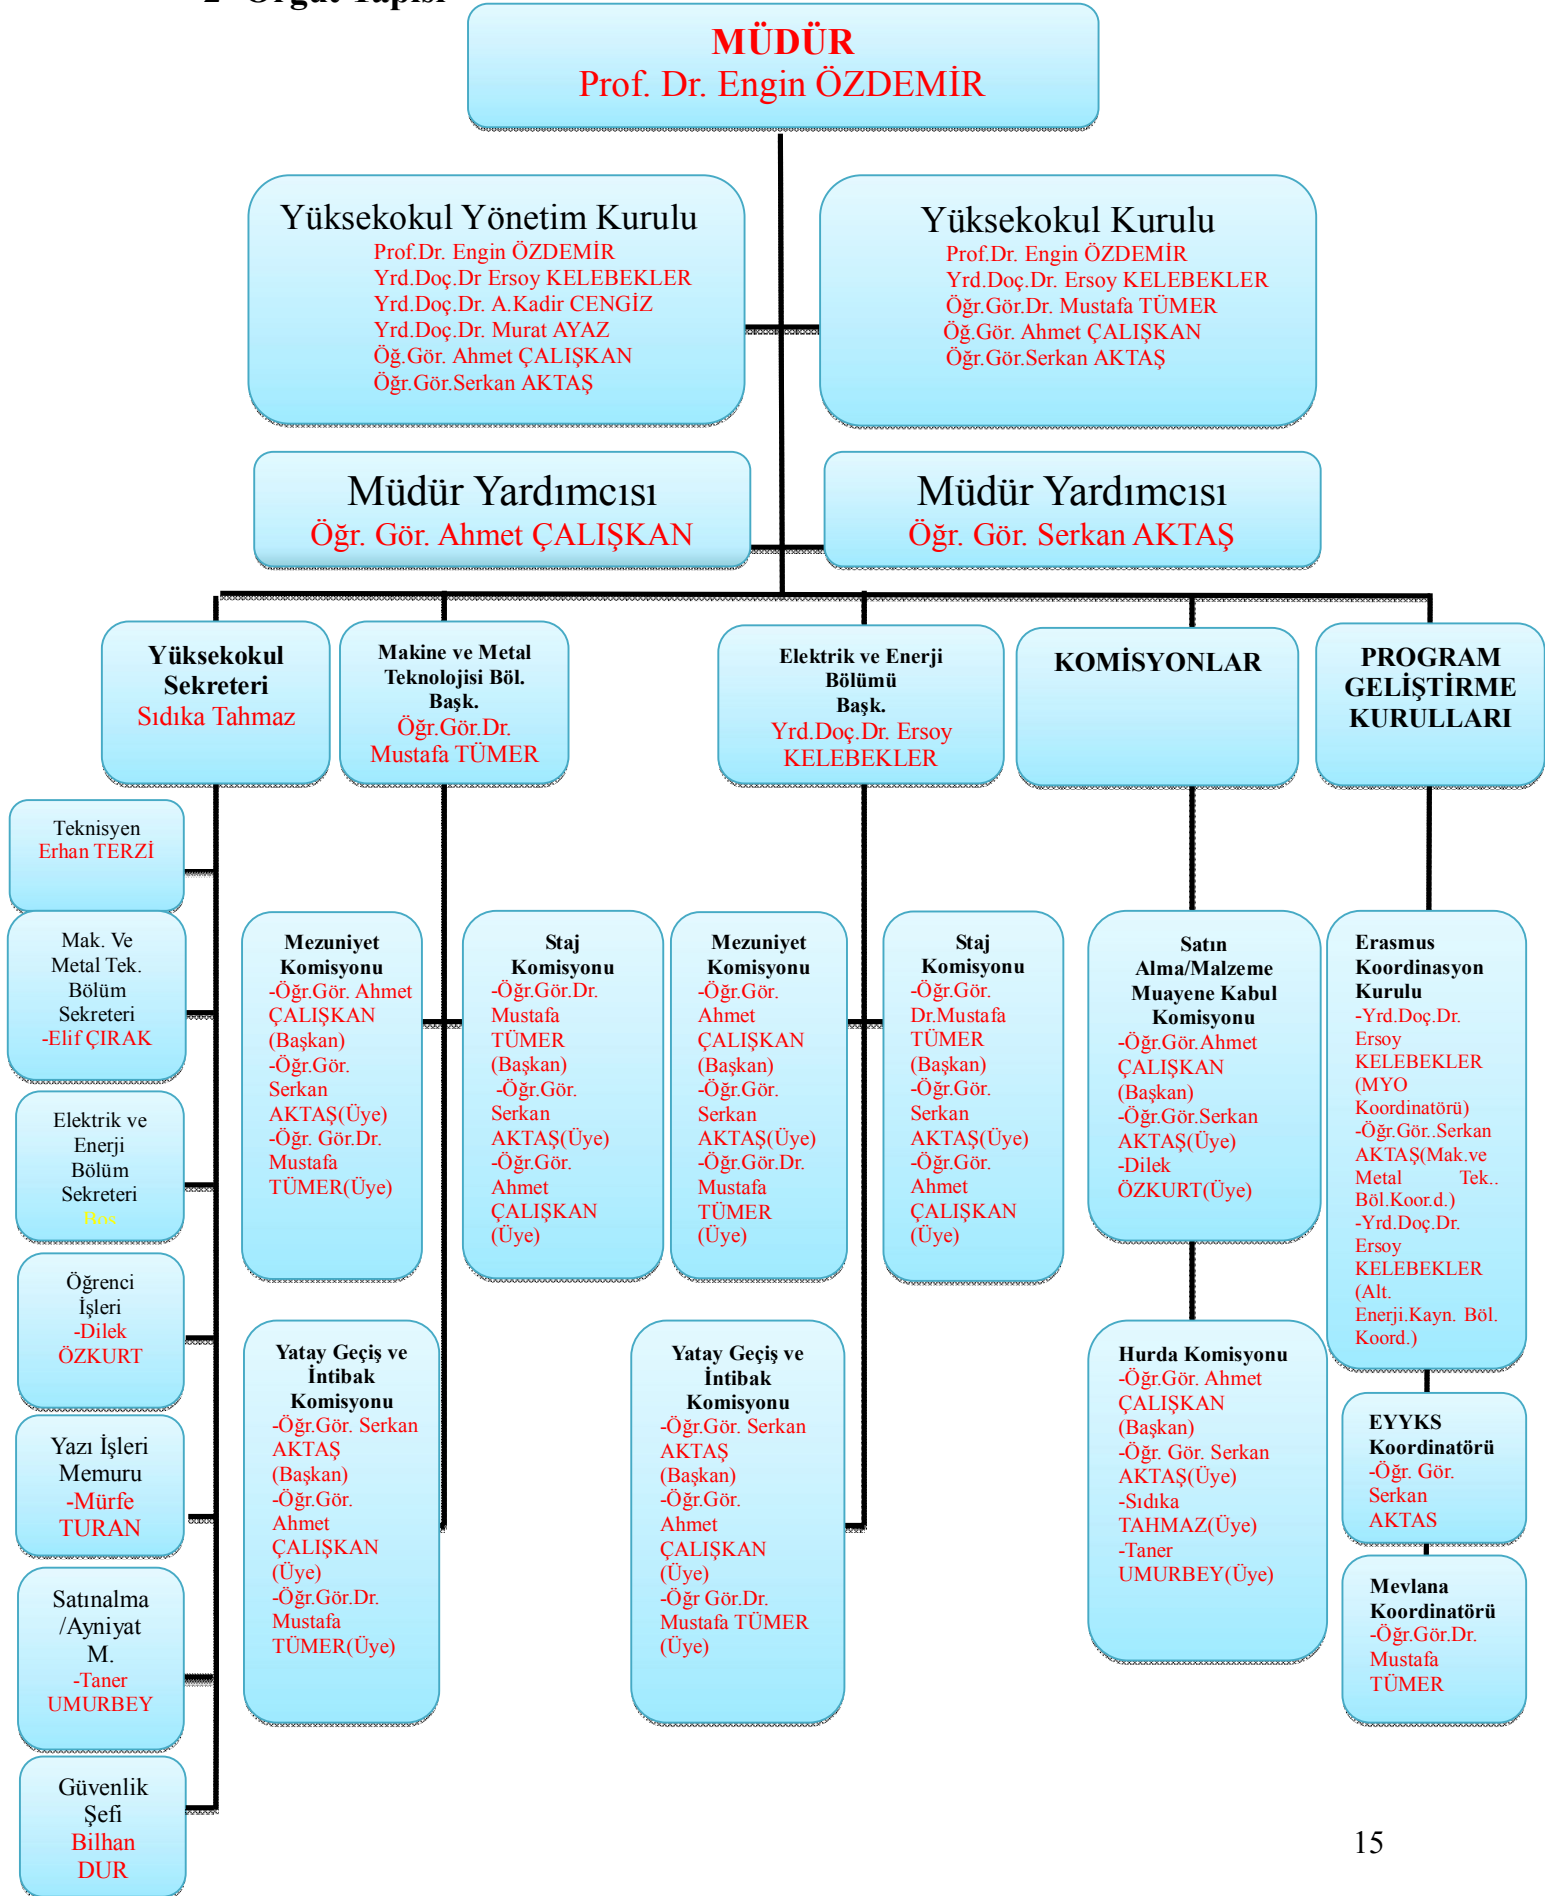 2- Örgüt Yapısı
MÜDÜR
Prof. Dr. Engin ÖZDEMİR
Yüksekokul Yönetim Kurulu
Prof.Dr. Engin ÖZDEMİR
Yrd.Doç.Dr Ersoy KELEBEKLER
Yrd.Doç.Dr. A.Kadir CENGİZ
Yrd.Doç.Dr. Murat AYAZ
Öğ.Gör. Ahmet ÇALIŞKAN
Öğr.Gör.Serkan AKTAŞ
Yüksekokul Kurulu
Prof.Dr. Engin ÖZDEMİR
Yrd.Doç.Dr. Ersoy KELEBEKLER
Öğr.Gör.Dr. Mustafa TÜMER
Öğ.Gör. Ahmet ÇALIŞKAN
Öğr.Gör.Serkan AKTAŞ
Müdür Yardımcısı
Öğr. Gör. Ahmet ÇALIŞKAN
Müdür Yardımcısı
Öğr. Gör. Serkan AKTAŞ
Yüksekokul
Sekreteri
Sıdıka Tahmaz
Makine ve Metal
Teknolojisi Böl.
Başk.
Öğr.Gör.Dr.
Mustafa TÜMER
Elektrik ve Enerji
Bölümü
Başk.
Yrd.Doç.Dr. Ersoy
KELEBEKLER
KOMİSYONLAR
PROGRAM
GELİŞTİRME
KURULLARI
Teknisyen
Erhan TERZİ
Mak. Ve
Metal Tek.
Bölüm
Sekreteri
-Elif ÇIRAK
Elektrik ve
Enerji
Bölüm
Sekreteri
Boş
Öğrenci
İşleri
-Dilek
ÖZKURT
Yazı İşleri
Memuru
-Mürfe
TURAN
Satınalma
/Ayniyat
M.
-Taner
UMURBEY
Güvenlik
Şefi
Bilhan
DUR
Mezuniyet
Komisyonu
-Öğr.Gör. Ahmet
ÇALIŞKAN
(Başkan)
-Öğr.Gör.
Serkan
AKTAŞ(Üye)
-Öğr. Gör.Dr.
Mustafa
TÜMER(Üye)
Staj
Komisyonu
-Öğr.Gör.Dr.
Mustafa
TÜMER
(Başkan)
-Öğr.Gör.
Serkan
AKTAŞ(Üye)
-Öğr.Gör.
Ahmet
ÇALIŞKAN
(Üye)
Mezuniyet
Komisyonu
-Öğr.Gör.
Ahmet
ÇALIŞKAN
(Başkan)
-Öğr.Gör.
Serkan
AKTAŞ(Üye)
-Öğr.Gör.Dr.
Mustafa
TÜMER
(Üye)
Staj
Komisyonu
-Öğr.Gör.
Dr.Mustafa
TÜMER
(Başkan)
-Öğr.Gör.
Serkan
AKTAŞ(Üye)
-Öğr.Gör.
Ahmet
ÇALIŞKAN
(Üye)
Satın
Alma/Malzeme
Muayene Kabul
Komisyonu
-Öğr.Gör.Ahmet
ÇALIŞKAN
(Başkan)
-Öğr.Gör.Serkan
AKTAŞ(Üye)
-Dilek
ÖZKURT(Üye)
Erasmus
Koordinasyon
Kurulu
-Yrd.Doç.Dr.
Ersoy
KELEBEKLER
(MYO
Koordinatörü)
-Öğr.Gör..Serkan
AKTAŞ(Mak.ve
Metal Tek..
Böl.Koor.d.)
-Yrd.Doç.Dr.
Ersoy
KELEBEKLER
(Alt.
Enerji.Kayn. Böl.
Koord.)
Yatay Geçiş ve
İntibak
Komisyonu
-Öğr.Gör. Serkan
AKTAŞ
(Başkan)
-Öğr.Gör.
Ahmet
ÇALIŞKAN
(Üye)
-Öğr.Gör.Dr.
Mustafa
TÜMER(Üye)
Yatay Geçiş ve
İntibak
Komisyonu
-Öğr.Gör. Serkan
AKTAŞ
(Başkan)
-Öğr.Gör.
Ahmet
ÇALIŞKAN
(Üye)
-Öğr Gör.Dr.
Mustafa TÜMER
(Üye)
Hurda Komisyonu
-Öğr.Gör. Ahmet
ÇALIŞKAN
(Başkan)
-Öğr. Gör. Serkan
AKTAŞ(Üye)
-Sıdıka
TAHMAZ(Üye)
-Taner
UMURBEY(Üye)
EYYKS
Koordinatörü
-Öğr. Gör.
Serkan
AKTAS
Mevlana
Koordinatörü
-Öğr.Gör.Dr.
Mustafa
TÜMER
15